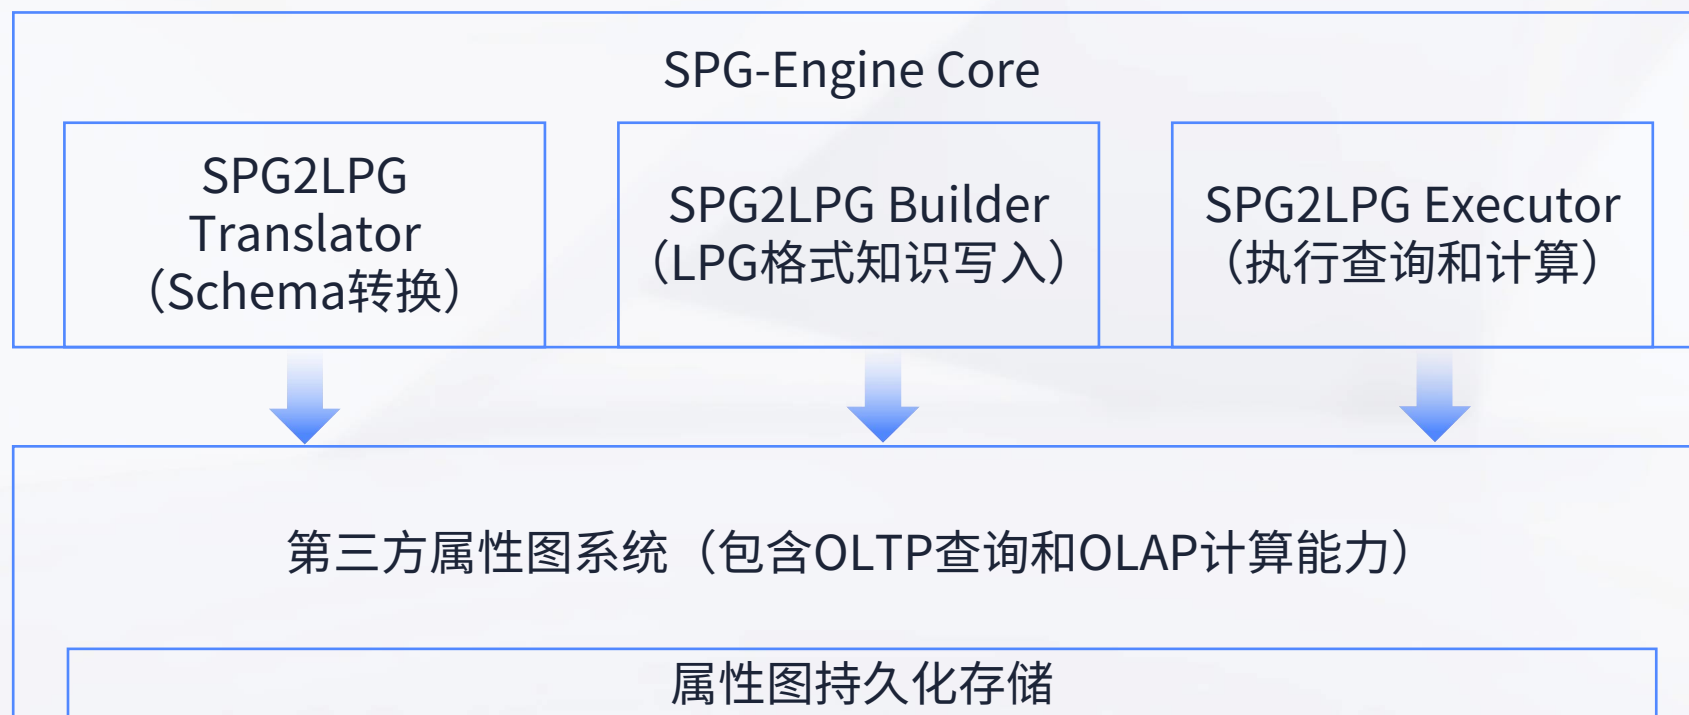 SPG-Engine Core
SPG2LPG
Translator
（Schema转换）
SPG2LPG Builder
（LPG格式知识写入）
SPG2LPG Executor
（执行查询和计算）
第三方属性图系统（包含OLTP查询和OLAP计算能力）
属性图持久化存储